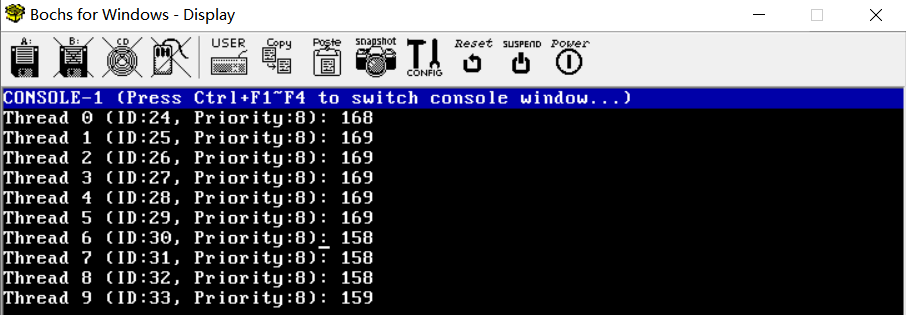 Bochs for Windows - Display
A: B: CD USER Copy Paste snapshot CONFIG Reset SUSPEND Power
CONSOLE-1 (Press Ctrl+F1~F4 to switch console window...)
Thread 0 (ID:24, Priority:8): 168
Thread 1 (ID:25, Priority:8): 169
Thread 2 (ID:26, Priority:8): 169
Thread 3 (ID:27, Priority:8): 169
Thread 4 (ID:28, Priority:8): 169
Thread 5 (ID:29, Priority:8): 169
Thread 6 (ID:30, Priority:8): 158
Thread 7 (ID:31, Priority:8): 158
Thread 8 (ID:32, Priority:8): 158
Thread 9 (ID:33, Priority:8): 159